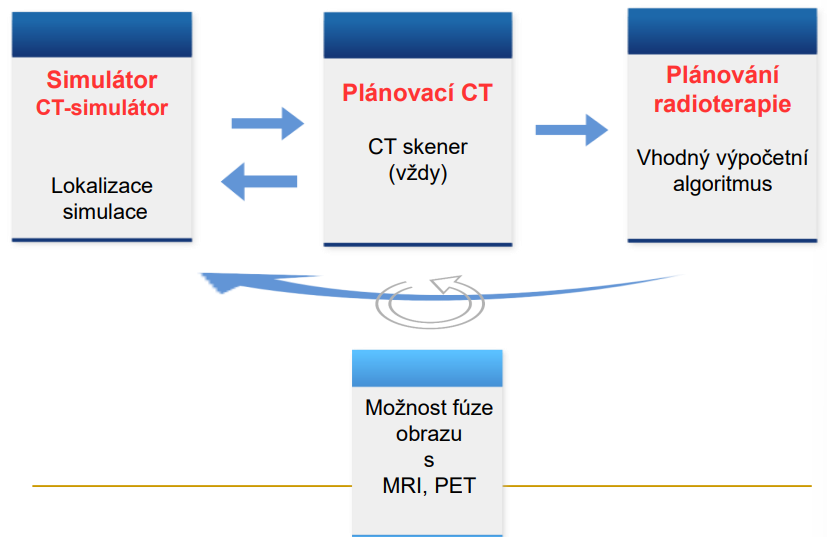 Simulátor
CT-simulátor
Lokalizace
simulace
Plánovací CT
CT skener
(vždy)
Plánování
radioterapie
Vhodný výpočetní
algoritmus
Možnost fúze
obrazu
s
MRI, PET